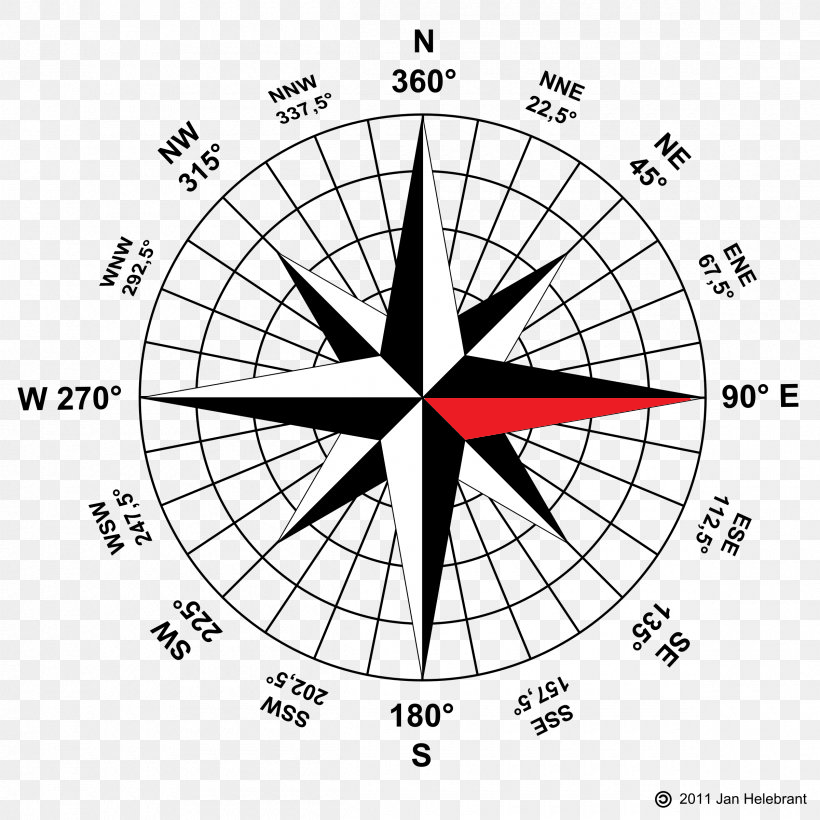 N
360°
NNE
22,5°
NE
45°
ENE
67,5°
90° E
ESE
112,5°
SE
135°
SSE
157,5°
180°
S
SSW
202,5°
SW
225°
WSW
247,5°
W 270°
WNW
292,5°
NW
315°
NNW
337,5°
🄯 2011 Jan Helebrant